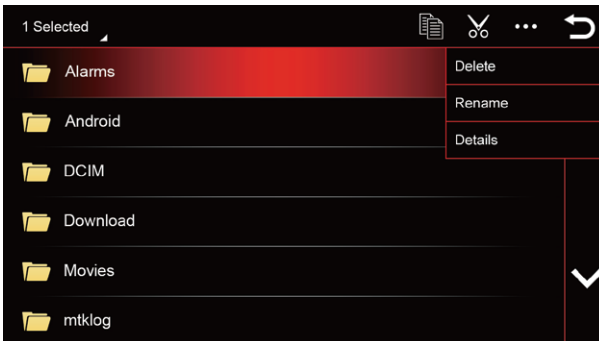 1 Selected
Alarms
Delete
Rename
Android
Details
DCIM
Download
Movies
mtklog